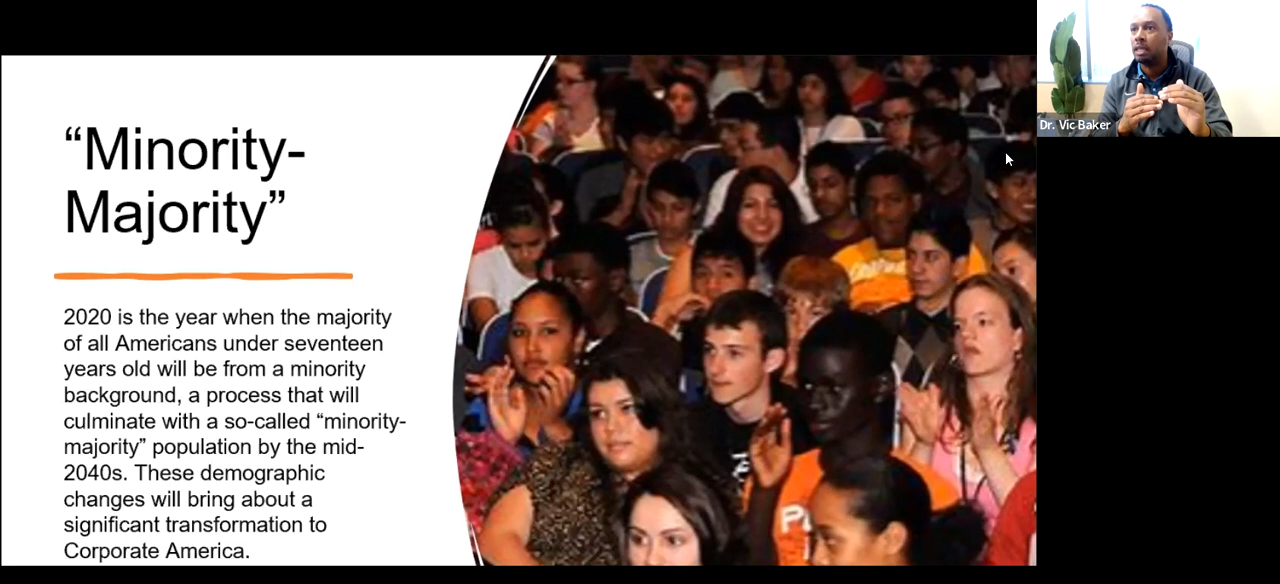 “Minority-
Majority”
2020 is the year when the majority
of all Americans under seventeen
years old will be from a minority
background, a process that will
culminate with a so-called “minority-
majority” population by the mid-
2040s. These demographic
changes will bring about a
significant transformation to
Corporate America.
Dr. Vic Baker